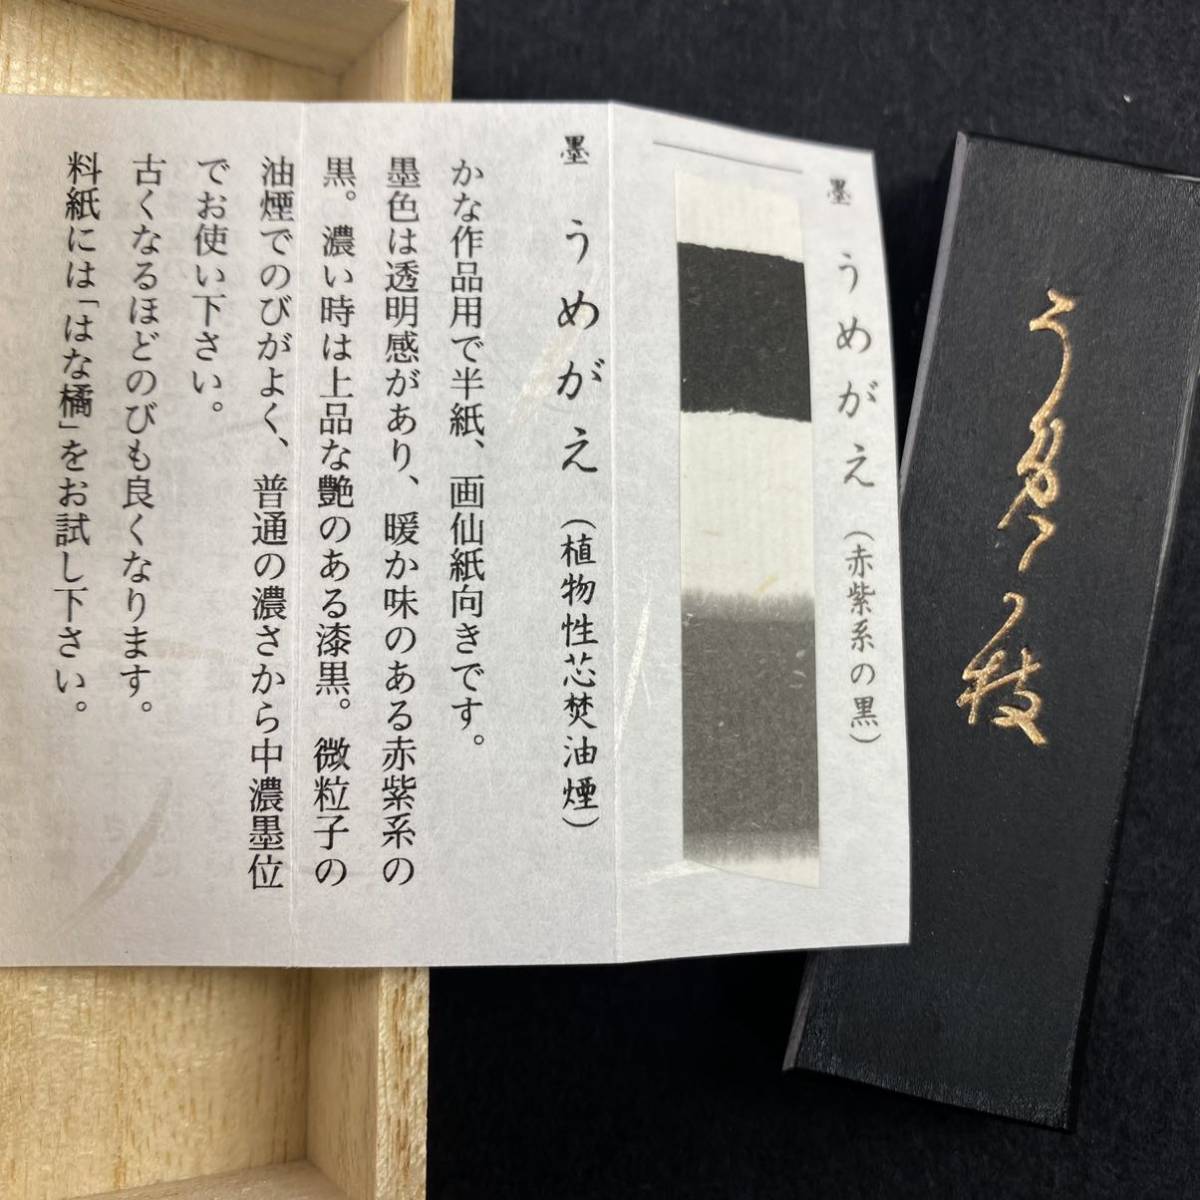 墨 うめがえ (赤紫系の黒)
墨 うめがえ (植物性芯焚油煙)
かな作品用で半紙、画仙紙向きです。
墨色は透明感があり、暖か味のある赤紫系の
黒。濃い時は上品な艶のある漆黒。微粒子の
油煙でのびがよく、普通の濃さから中濃墨位
でお使い下さい。
古くなるほどのびも良くなります。
料紙には「はな橘」をお試し下さい。